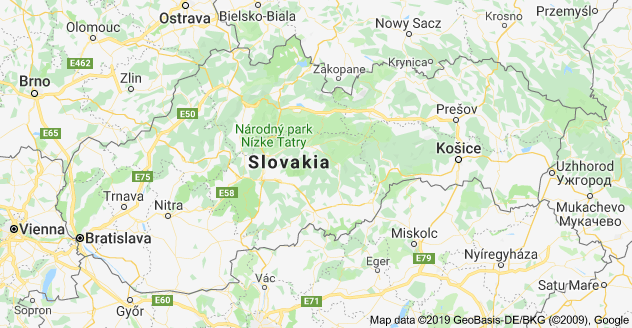 Ostrava
Bielsko-Biala
Przemyśl
Olomouc
Nowy Sacz
Krosno
E462
Krynica
Zakopane
Brno
Zlin
E50
Prešov
E65
Národný park
Nízke Tatry
Košice
Slovakia
E75
Uzhhorod
Ужгород
Trnava
E58
Nitra
Mukachevo
Мукачево
Vienna
Bratislava
Miskolc
Eger
E79
Nyíregyháza
Vác
Satu Mare
Sopron
Győr
E60
E71
Map data ©2019 GeoBasis-DE/BKG (©2009), Google